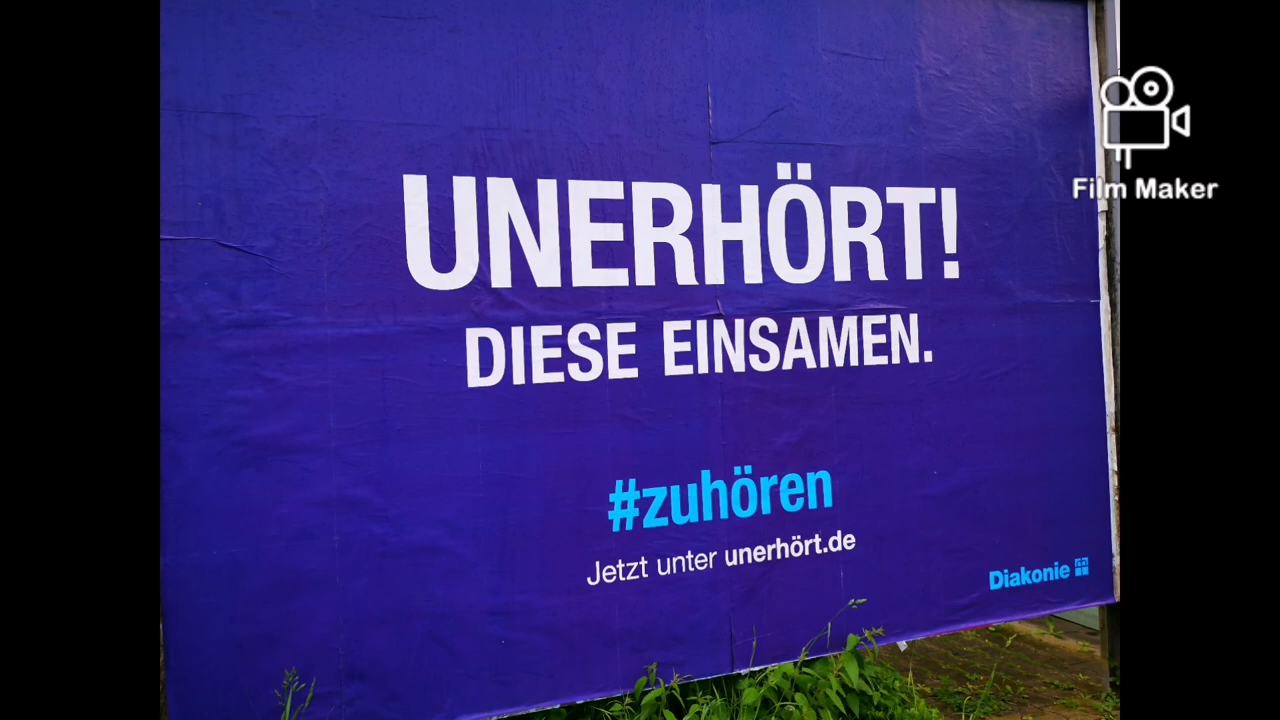 UNERHÖRT!
DIESE EINSAMEN.
#zuhören
Jetzt unter unerhört.de
Diakonie
Film Maker